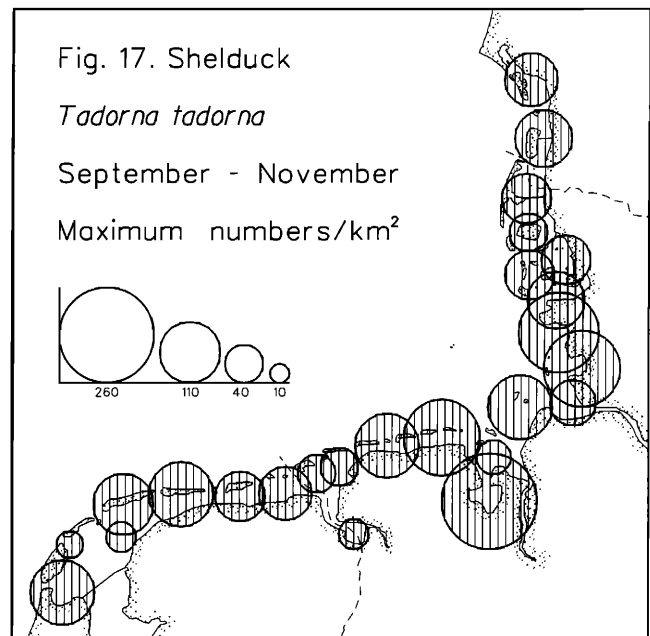 Fig. 17. Shelduck
Tadorna tadorna
September - November
Maximum numbers/km²
260 110 40 10